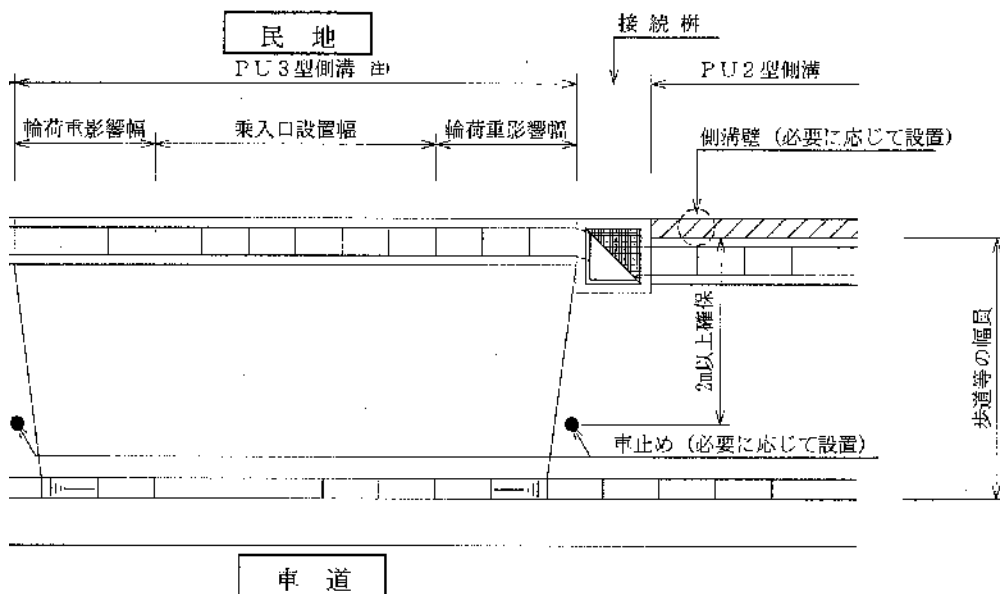 民 地
接 続 桝
PU3型側溝 注)
PU2型側溝
輪荷重影響幅
乗入口設置幅
輪荷重影響幅
側溝壁 (必要に応じて設置)
2m以上確保
歩道等の幅員
車止め (必要に応じて設置)
車 道